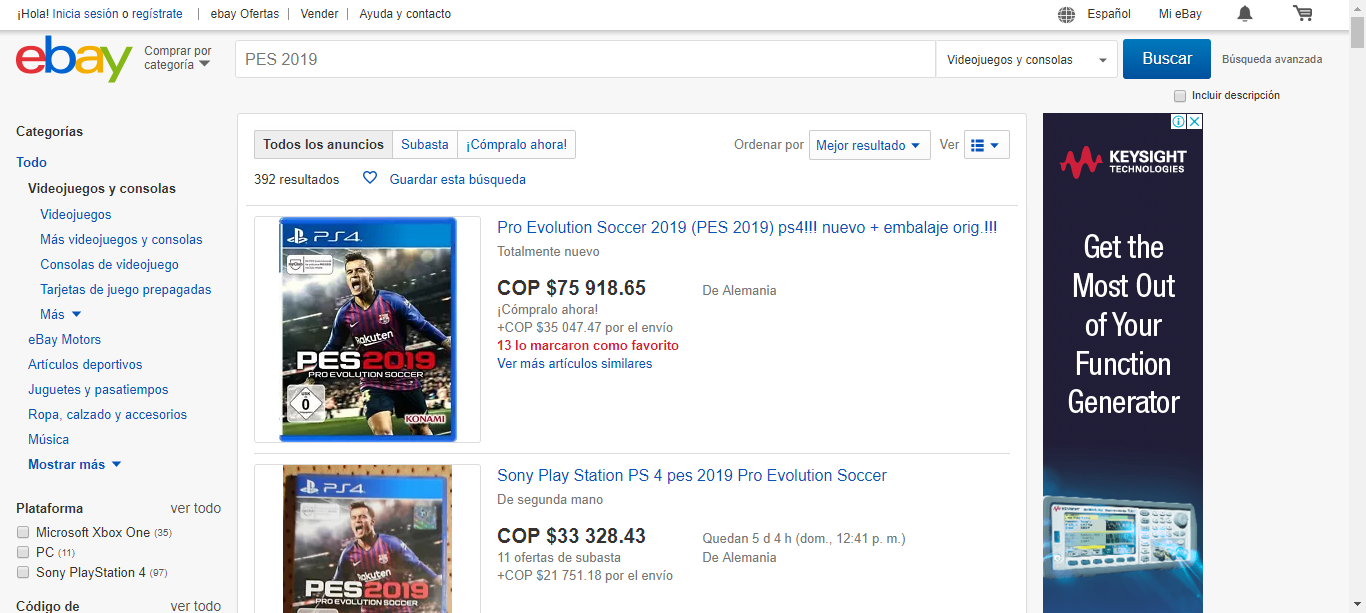 ¡Hola! Inicia sesión o regístrate | ebay Ofertas | Vender | Ayuda y contacto
Español Mi eBay
ebay
Comprar por
categoría
PES 2019
Videojuegos y consolas
Buscar
Búsqueda avanzada
Incluir descripción
Categorías
Todo
Videojuegos y consolas
Videojuegos
Más videojuegos y consolas
Consolas de videojuego
Tarjetas de juego prepagadas
Más
eBay Motors
Artículos deportivos
Juguetes y pasatiempos
Ropa, calzado y accesorios
Música
Mostrar más
Plataforma ver todo
Microsoft Xbox One (35)
PC (11)
Sony PlayStation 4 (97)
Código de ver todo
Todos los anuncios Subasta ¡Cómpralo ahora!
Ordenar por Mejor resultado Ver
392 resultados Guardar esta búsqueda
PS4
Rakuten
PES2019
PRO EVOLUTION SOCCER
0
KONAMI
Pro Evolution Soccer 2019 (PES 2019) ps4!!! nuevo + embalaje orig.!!!
Totalmente nuevo
COP $75 918.65 De Alemania
¡Cómpralo ahora!
+COP $35 047.47 por el envío
13 lo marcaron como favorito
Ver más artículos similares
PS4
Rakuten
PES2019
PRO EVOLUTION SOCCER
Sony Play Station PS 4 pes 2019 Pro Evolution Soccer
De segunda mano
COP $33 328.43 Quedan 5 d 4 h (dom., 12:41 p. m.)
11 ofertas de subasta De Alemania
+COP $21 751.18 por el envío
KEYSIGHT
TECHNOLOGIES
Get the
Most Out
of Your
Function
Generator